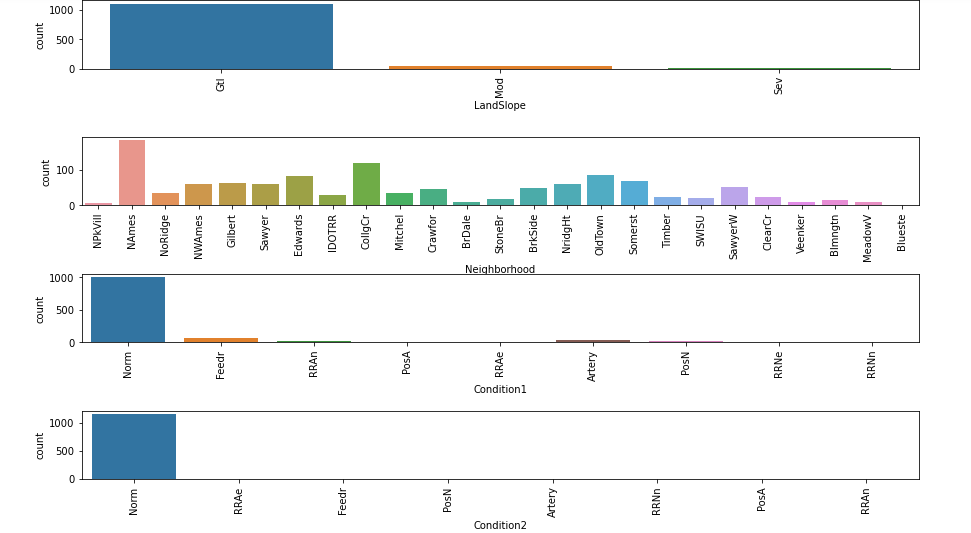 1000
500
0
count
Gtl
Mod
Sev
LandSlope
100
0
count
NPkVill
NAmes
NoRidge
NWAmes
Gilbert
Sawyer
Edwards
IDOTRR
CollgCr
Mitchel
Crawfor
BrDale
StoneBr
BrkSide
NridgHt
OldTown
Somerst
Timber
SWISU
SawyerW
ClearCr
Veenker
Blmngtn
MeadowV
Blueste
Neighborhood
1000
500
0
count
Norm
Feedr
RRAn
PosA
RRAe
Artery
PosN
RRNe
RRNn
Condition1
1000
500
0
count
Norm
RRAe
Feedr
PosN
Artery
RRNn
PosA
RRAn
Condition2